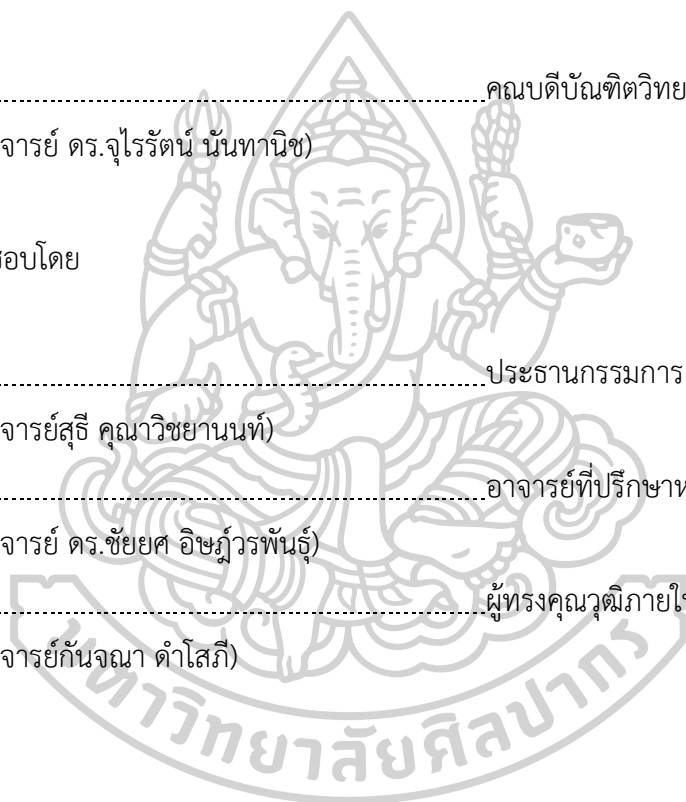 คณบดีบัณฑิตวิทย
จารย์ ดร.จุไรรัตน์ นันทานิช)
สอบโดย
ประธานกรรมการ
จารย์สุธี คุณาวิชยานนท์)
อาจารย์ที่ปรึกษาห
จารย์ ดร.ชัยยศ อิษฎ์วรพันธุ์)
ผู้ทรงคุณวุฒิภายใ
จารย์กันจณา ดำโสภี)
มหาวิทยาลัยศิลปากร